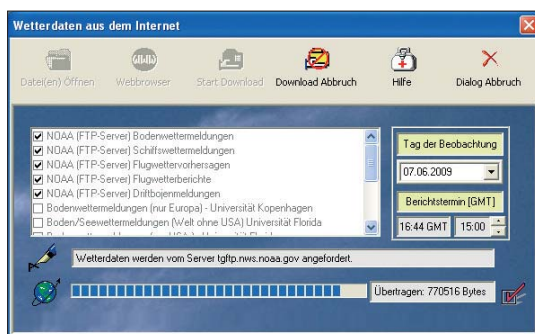 Wetterdaten aus dem Internet
Datei(en) Öffnen Webbrowser Start Download Download Abbruch Hilfe Dialog Abbruch
NOAA (FTP-Server) Bodenwettermeldungen
NOAA (FTP-Server) Schiffswettermeldungen
NOAA (FTP-Server) Flugwettervorhersagen
NOAA (FTP-Server) Flugwetterberichte
NOAA (FTP-Server) Driftbojenmeldungen
Bodenwettermeldungen (nur Europa) - Universität Kopenhagen
Boden/Seewettermeldungen (Welt ohne USA) Universität Florida
Tag der Beobachtung
07.06.2009
Berichtstermin [GMT]
16:44 GMT 15:00
Wetterdaten werden vom Server tgftp.nws.noaa.gov angefordert.
Übertragen: 770516 Bytes